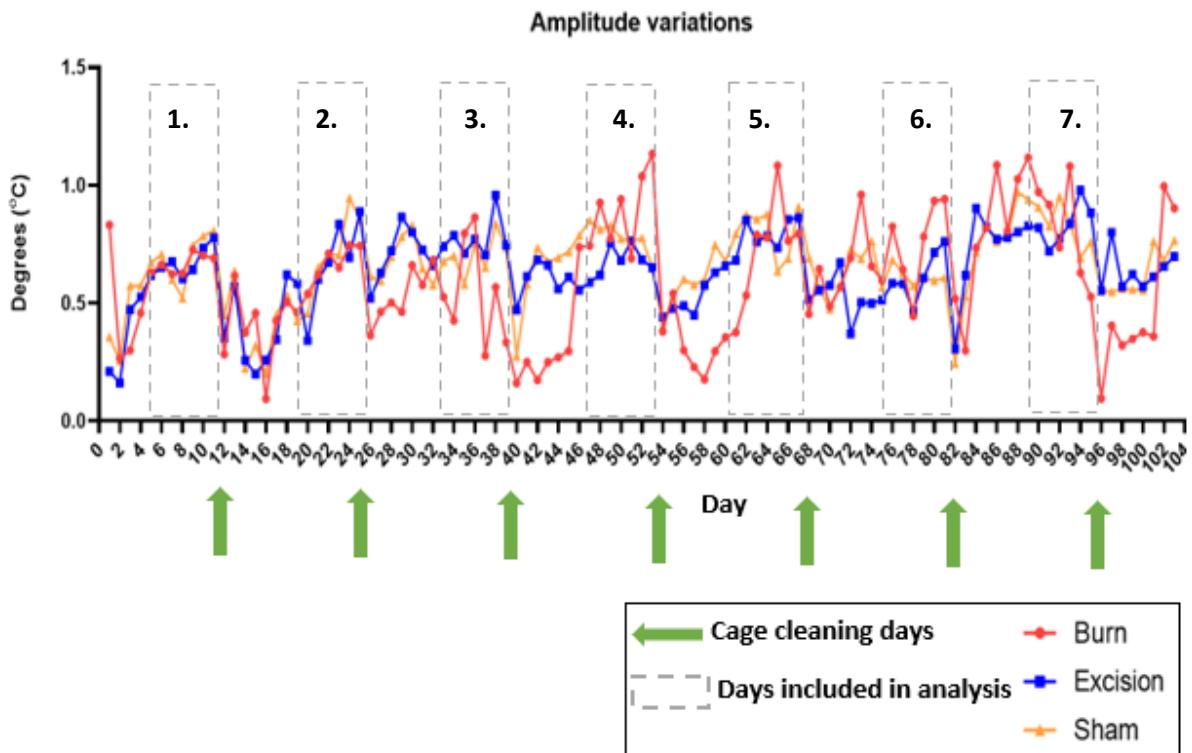 Amplitude variations
1.5
1. 2. 3. 4. 5. 6. 7.
1.0
Degrees (°C)
0.5
0.0
0 2 4 6 8 10 12 14 16 18 20 22 24 26 28 30 32 34 36 38 40 42 44 46 48 50 52 54 56 58 60 62 64 66 68 70 72 74 76 78 80 82 84 86 88 90 92 94 96 98 100 102 104
Day
Cage cleaning days
Burn
Days included in analysis
Excision
Sham